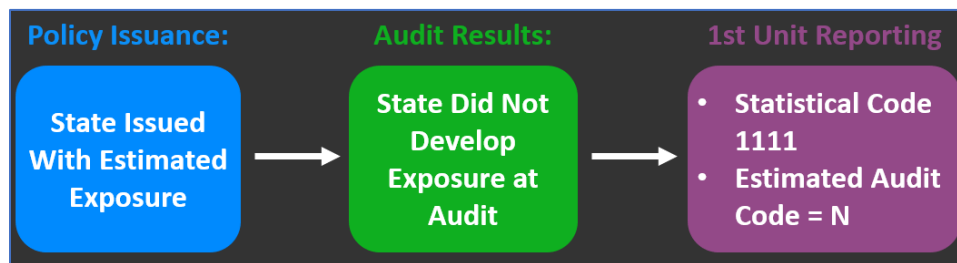 Policy Issuance:
State Issued
With Estimated
Exposure
Audit Results:
State Did Not
Develop
Exposure at
Audit
1st Unit Reporting
• Statistical Code
1111
• Estimated Audit
Code = N